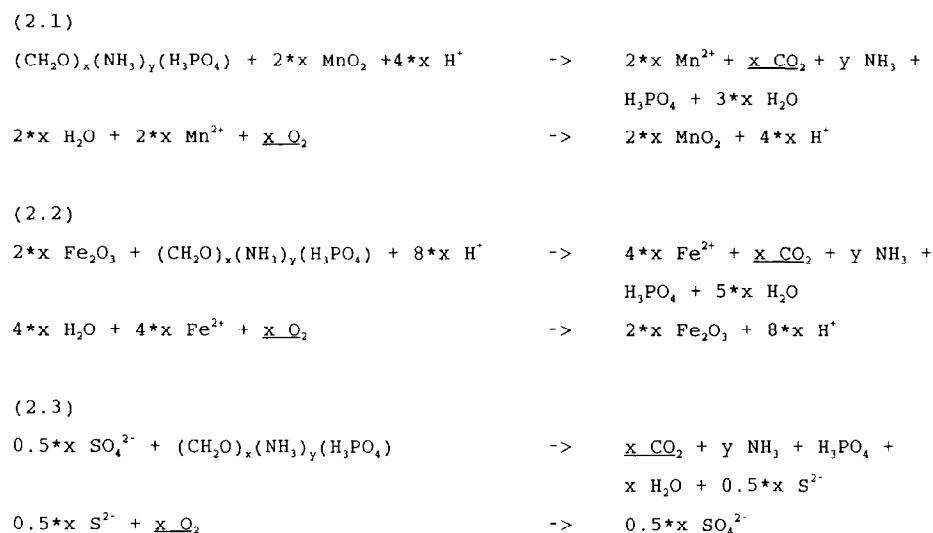 (2.1)
(CH₂O)ₓ(NH₃)ᵧ(H₃PO₄) + 2*x MnO₂ +4*x H⁺ -> 2*x Mn²⁺ + x CO₂ + y NH₃ +
H₃PO₄ + 3*x H₂O
2*x H₂O + 2*x Mn²⁺ + x O₂ -> 2*x MnO₂ + 4*x H⁺
(2.2)
2*x Fe₂O₃ + (CH₂O)ₓ(NH₃)ᵧ(H₃PO₄) + 8*x H⁺ -> 4*x Fe²⁺ + x CO₂ + y NH₃ +
H₃PO₄ + 5*x H₂O
4*x H₂O + 4*x Fe²⁺ + x O₂ -> 2*x Fe₂O₃ + 8*x H⁺
(2.3)
0.5*x SO₄²⁻ + (CH₂O)ₓ(NH₃)ᵧ(H₃PO₄) -> x CO₂ + y NH₃ + H₃PO₄ +
x H₂O + 0.5*x S²⁻
0.5*x S²⁻ + x O₂ -> 0.5*x SO₄²⁻